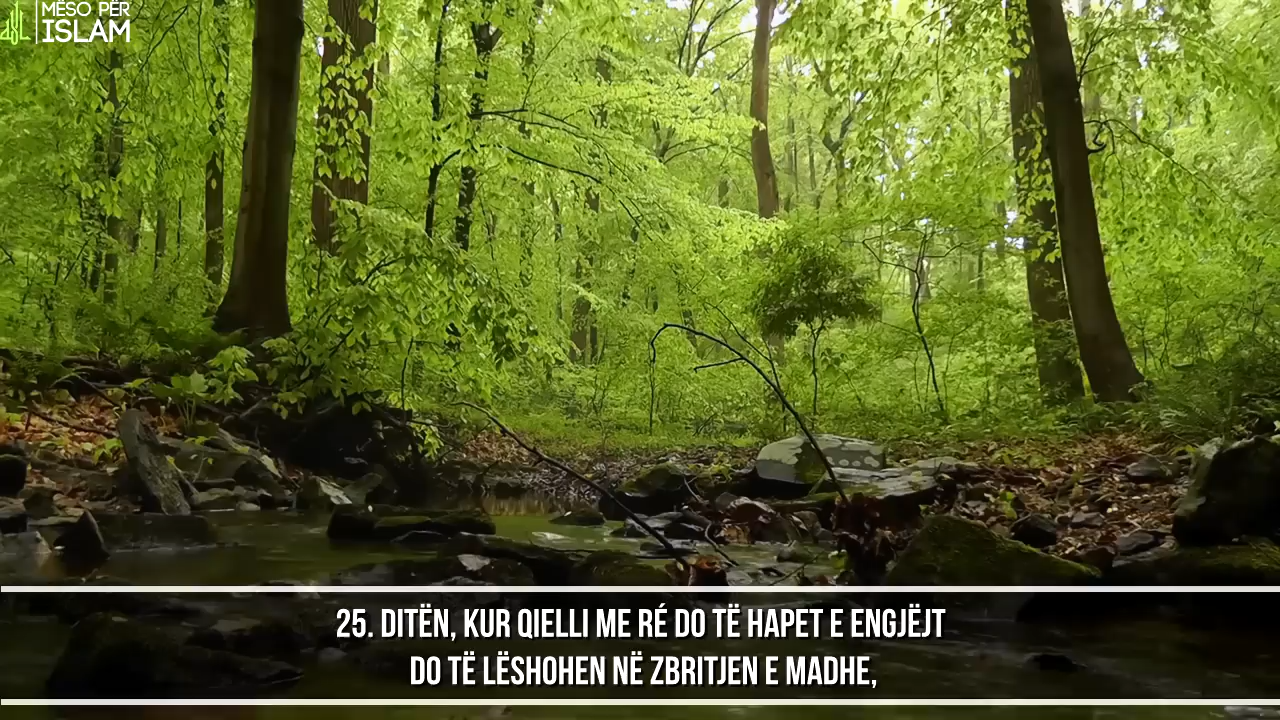 MËSO PËR
ISLAM
25. DITËN, KUR QIELLI ME RÉ DO TË HAPET E ENGJËJT
DO TË LËSHOHEN NË ZBRITJEN E MADHE,